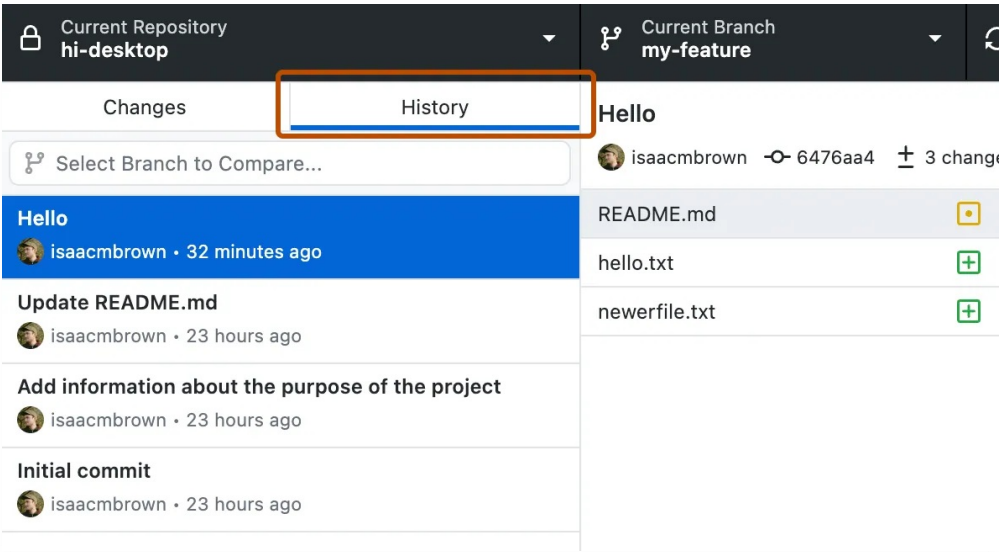 Current Repository
hi-desktop
Current Branch
my-feature
Changes
History
Select Branch to Compare...
Hello
isaacmbrown • 32 minutes ago
Update README.md
isaacmbrown • 23 hours ago
Add information about the purpose of the project
isaacmbrown • 23 hours ago
Initial commit
isaacmbrown • 23 hours ago
Hello
isaacmbrown 6476aa4 3 change
README.md
hello.txt
newerfile.txt